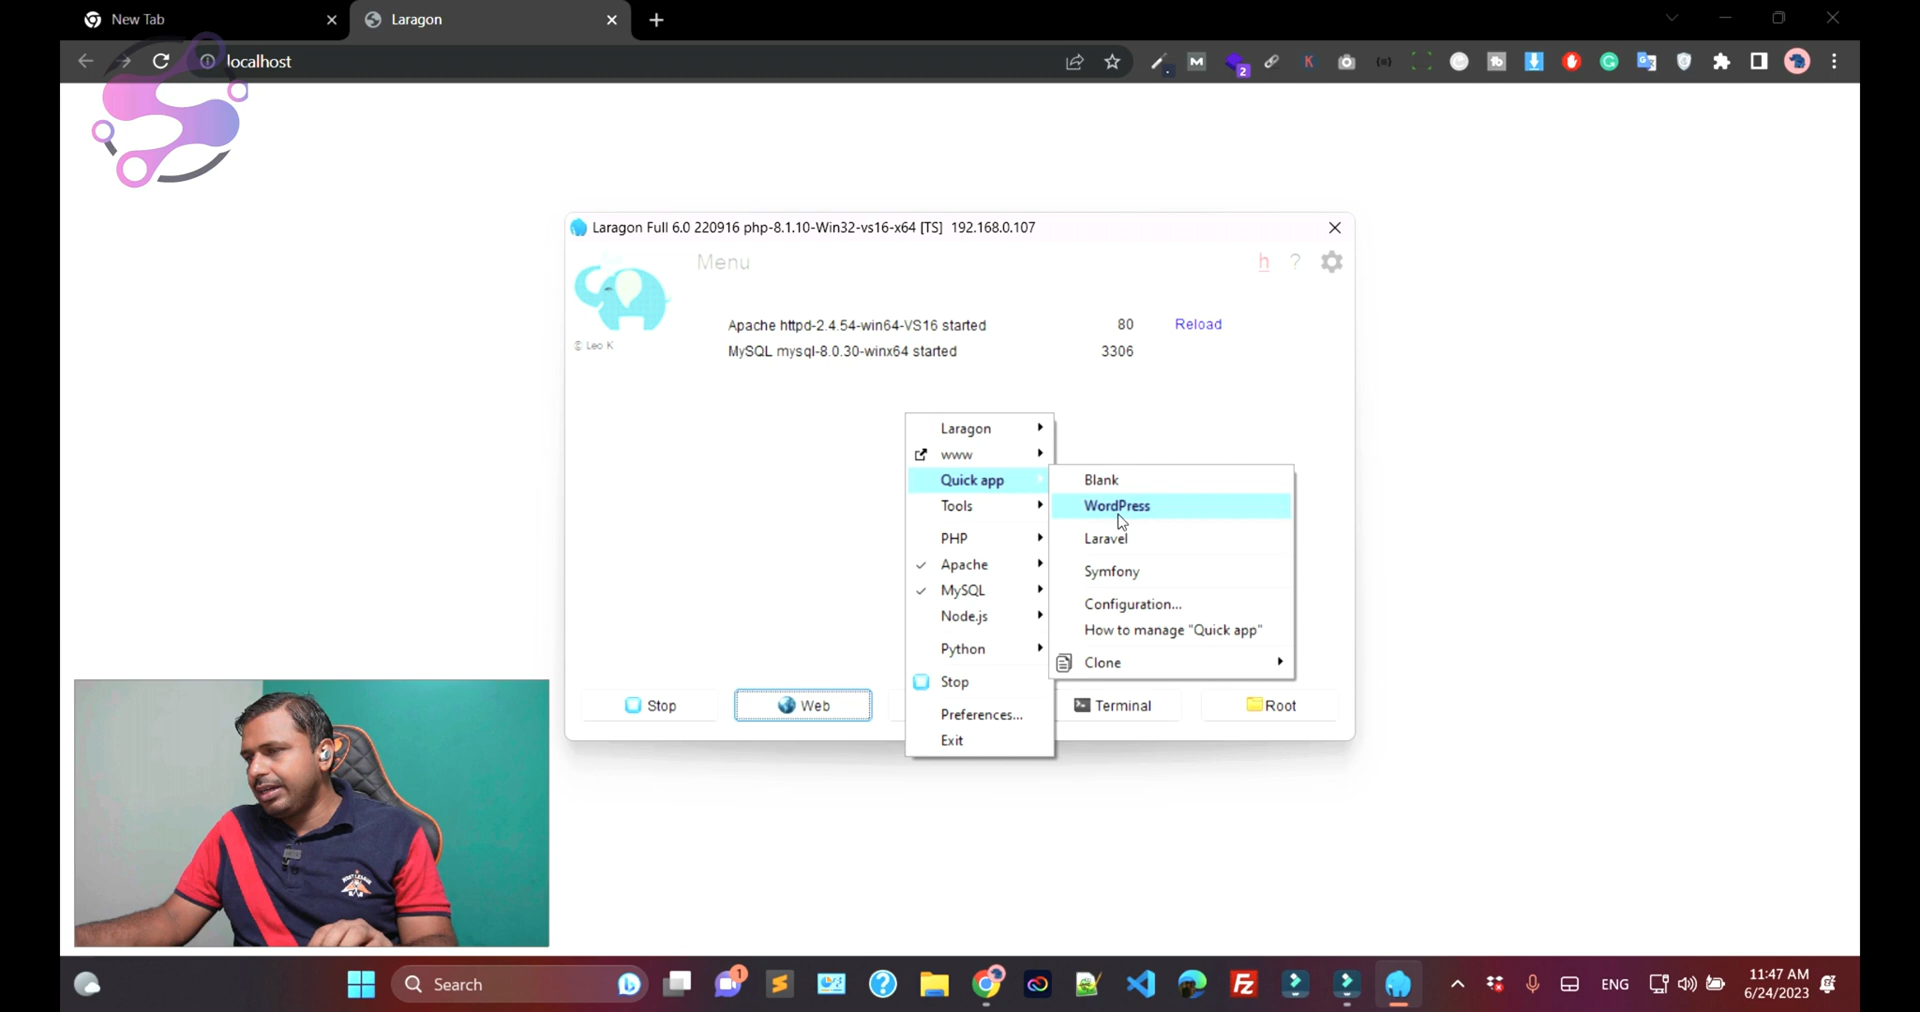 New Tab
Laragon
localhost
2
Laragon Full 6.0 220916 php-8.1.10-Win32-vs16-x64 [TS] 192.168.0.107
Menu
h ?
© Leo K
Apache httpd-2.4.54-win64-VS16 started 80 Reload
MySQL mysql-8.0.30-winx64 started 3306
Laragon
www
Quick app
Tools
PHP
Apache
MySQL
Node.js
Python
Stop
Preferences...
Exit
Blank
WordPress
Laravel
Symfony
Configuration...
How to manage "Quick app"
Clone
Stop
Web
Terminal
Root
Search
1
ENG
11:47 AM
6/24/2023